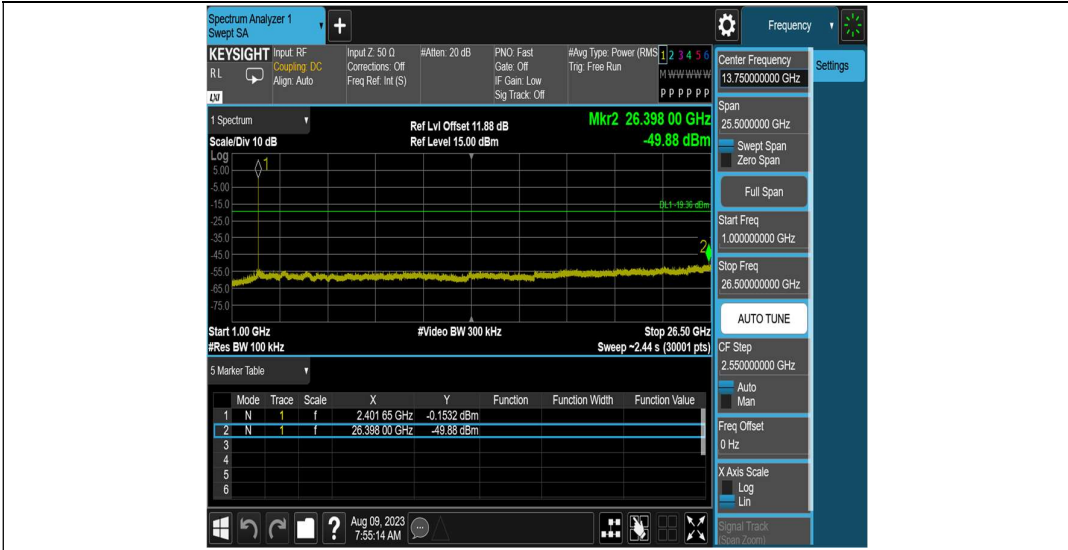 Spectrum Analyzer 1
Swept SA
+
Frequency
KEYSIGHT
RL
LXI
Input: RF
Coupling: DC
Align: Auto
Input Z: 50 Ω
Corrections: Off
Freq Ref: Int (S)
#Atten: 20 dB
PNO: Fast
Gate: Off
IF Gain: Low
Sig Track: Off
#Avg Type: Power (RMS
Trig: Free Run
1 2 3 4 5 6
M W W W W W
P P P P P P
Center Frequency
13.750000000 GHz
Settings
Span
25.5000000 GHz
Swept Span
Zero Span
Full Span
Start Freq
1.000000000 GHz
Stop Freq
26.500000000 GHz
AUTO TUNE
CF Step
2.550000000 GHz
Auto
Man
Freq Offset
0 Hz
X Axis Scale
Log
Lin
Signal Track
(Span Zoom)
1 Spectrum
Scale/Div 10 dB
Ref Lvl Offset 11.88 dB
Ref Level 15.00 dBm
Mkr2 26.398 00 GHz
-49.88 dBm
Log
1
5.00
-5.00
-15.0
DL1 -19.36 dBm
-25.0
-35.0
-45.0
2
-55.0
-65.0
-75.0
Start 1.00 GHz
#Video BW 300 kHz
Stop 26.50 GHz
#Res BW 100 kHz
Sweep ~2.44 s (30001 pts)
5 Marker Table
Mode Trace Scale X Y Function Function Width Function Value
1 N 1 f 2.401 65 GHz -0.1532 dBm
2 N 1 f 26.398 00 GHz -49.88 dBm
3
4
5
6
?
Aug 09, 2023
7:55:14 AM